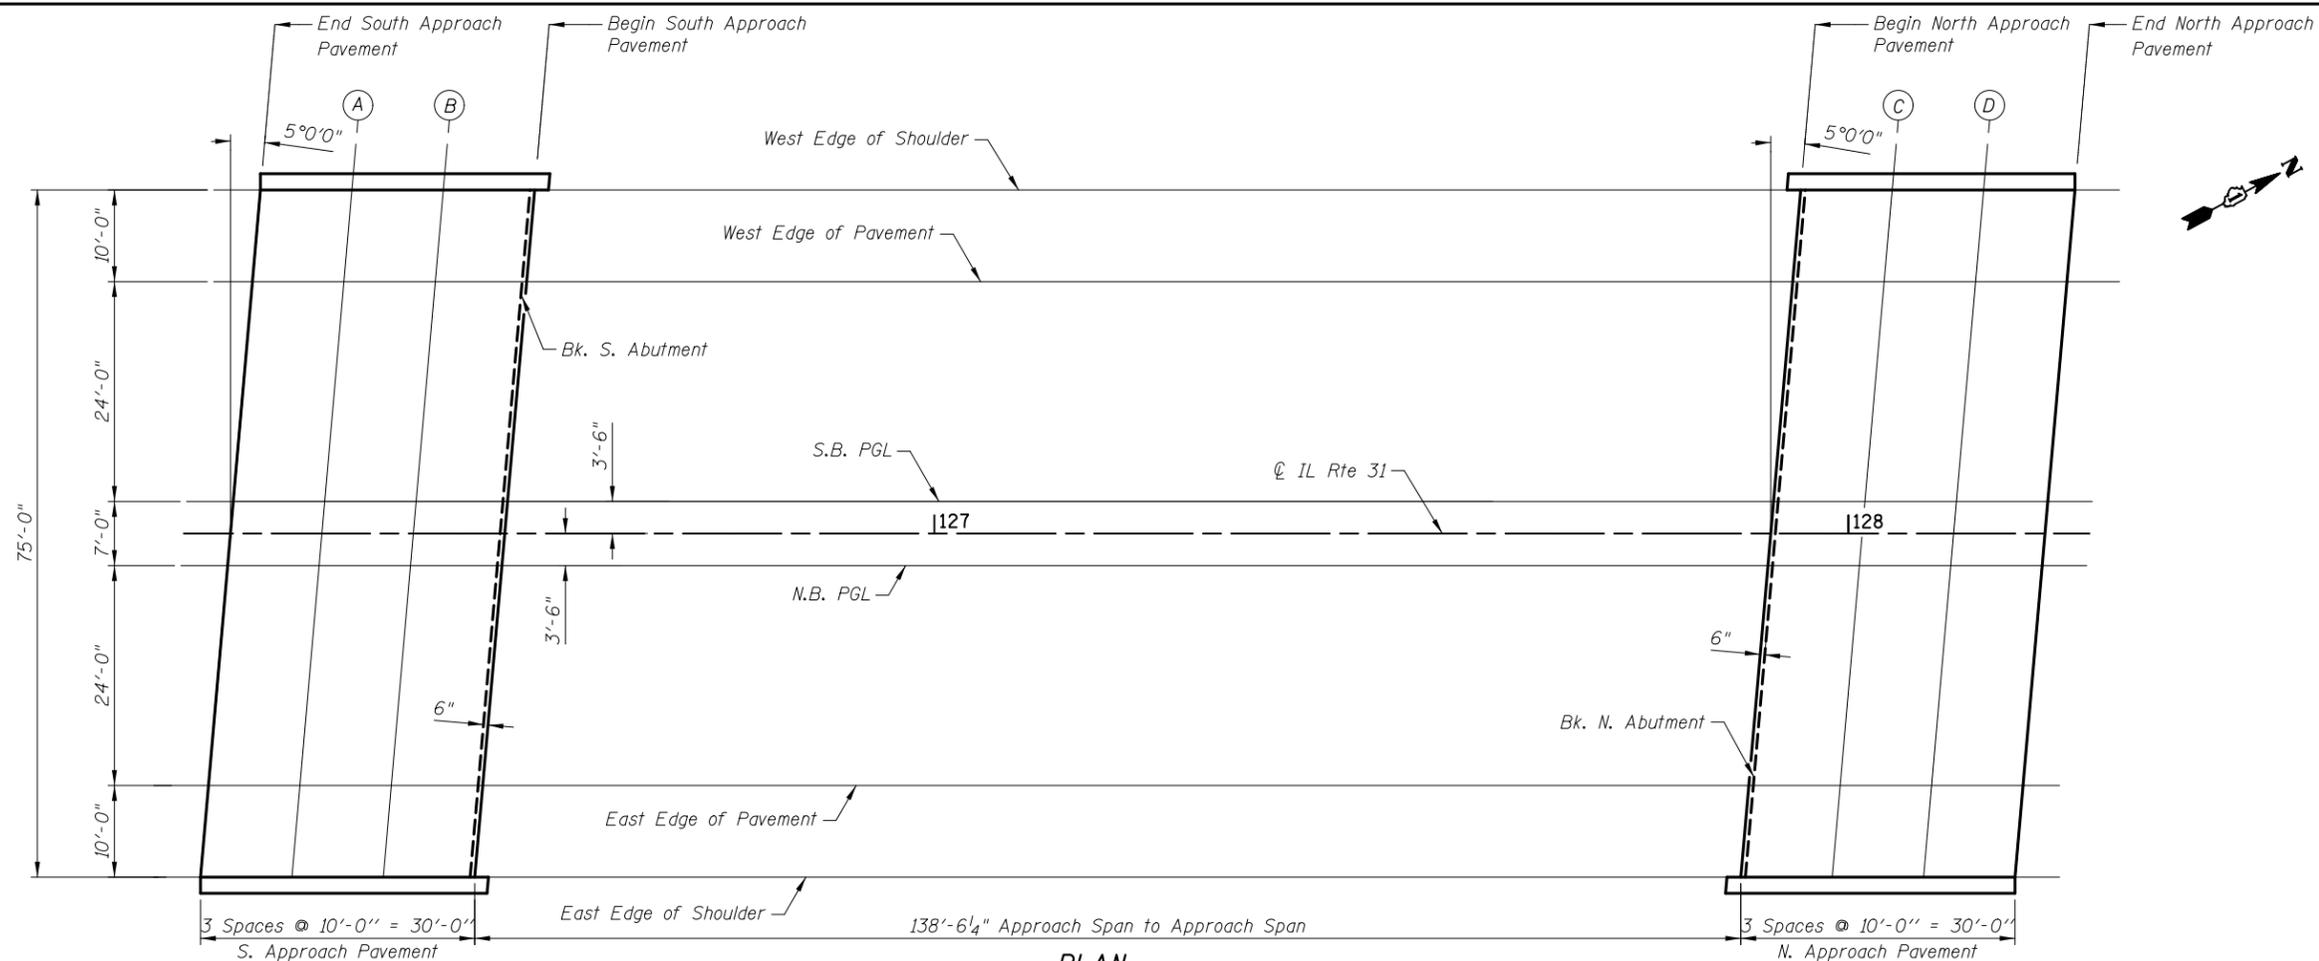 End South Approach
Pavement
Begin South Approach
Pavement
Begin North Approach
Pavement
End North Approach
Pavement
A
B
C
D
5°0'0"
5°0'0"
West Edge of Shoulder
N
1
10'-0"
West Edge of Pavement
Bk. S. Abutment
24'-0"
3'-6"
S.B. PGL
℄ IL Rte 31
75'-0"
7'-0"
127
128
N.B. PGL
3'-6"
6"
24'-0"
6"
Bk. N. Abutment
10'-0"
East Edge of Pavement
East Edge of Shoulder
3 Spaces @ 10'-0" = 30'-0"
S. Approach Pavement
138'-6¼" Approach Span to Approach Span
3 Spaces @ 10'-0" = 30'-0"
N. Approach Pavement
PLAN